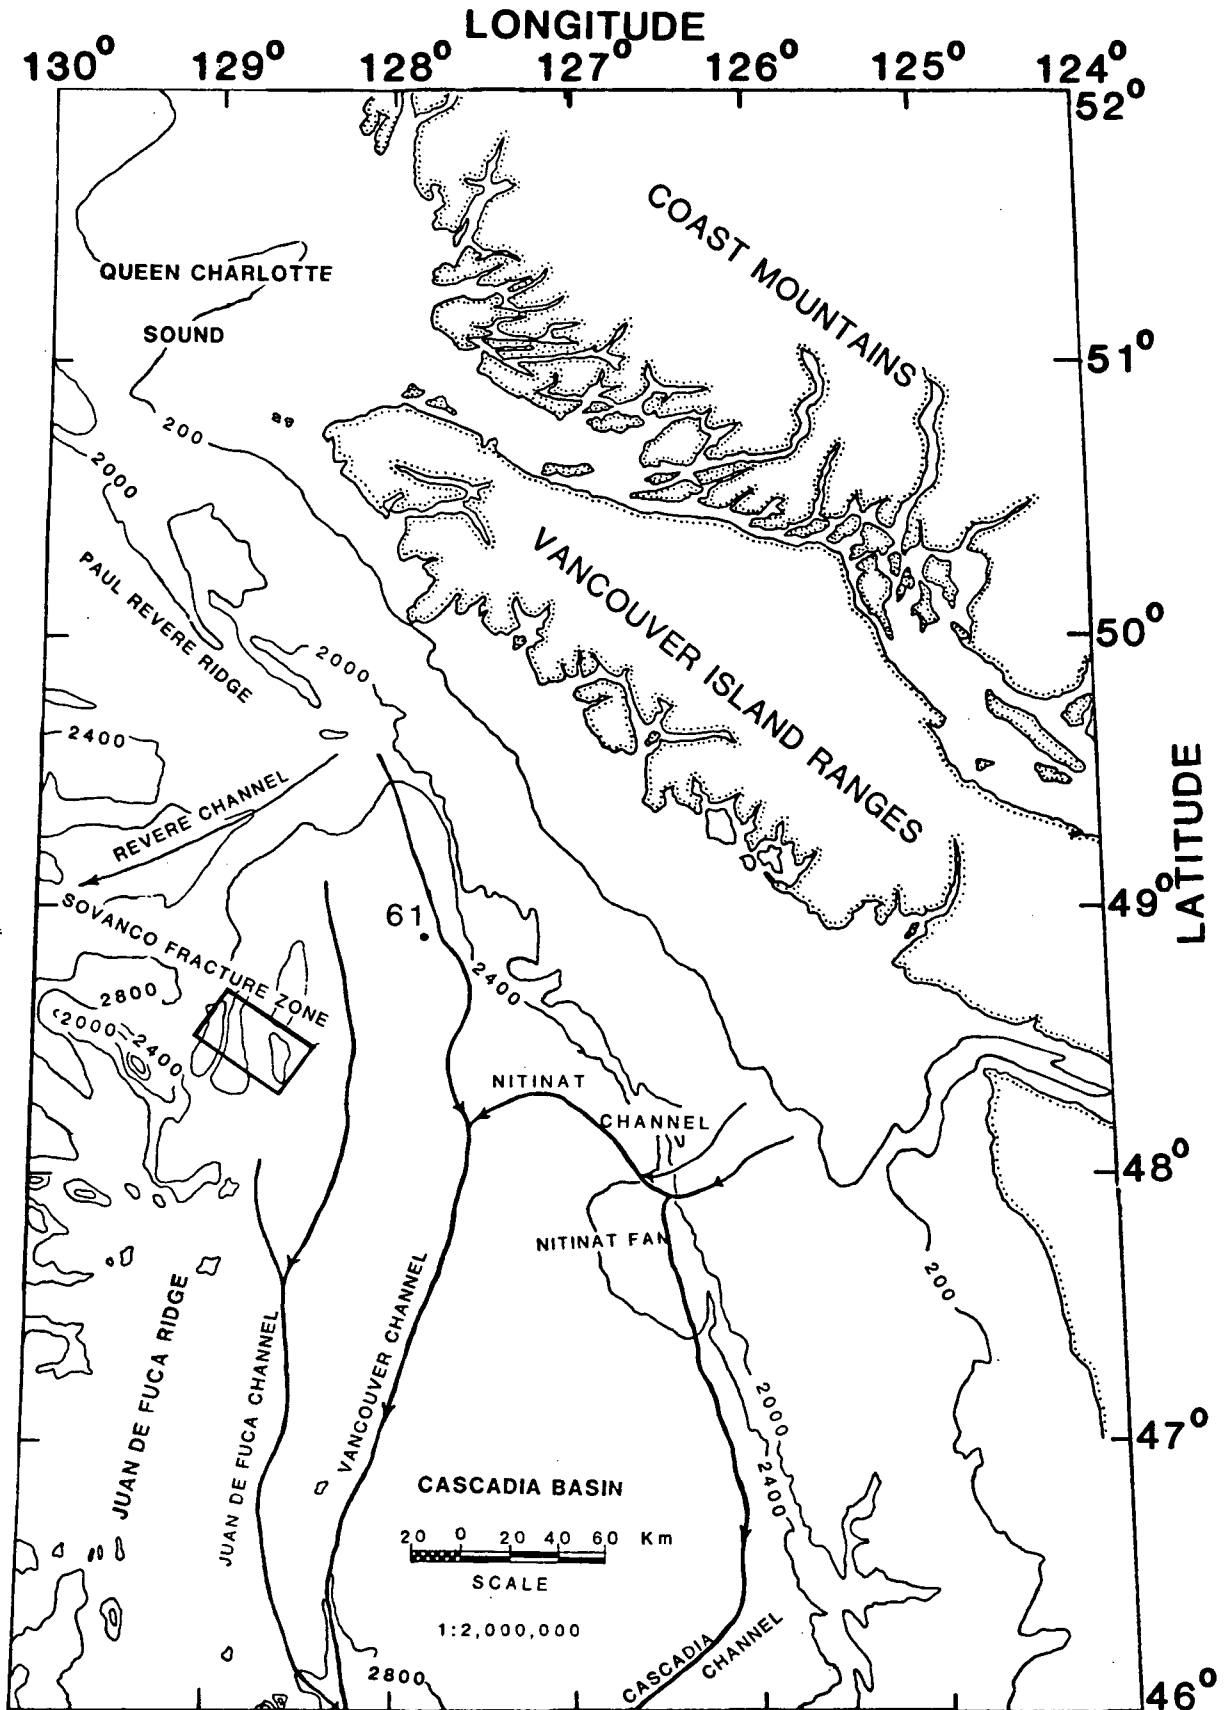 LONGITUDE
130° 129° 128° 127° 126° 125° 124°
52°
COAST MOUNTAINS
QUEEN CHARLOTTE
SOUND
51°
200
2000
VANCOUVER ISLAND RANGES
PAUL REVERE RIDGE
50°
2000
2400
LATITUDE
REVERE CHANNEL
49°
SOVANCO FRACTURE ZONE
61
2400
2800
<2000
2400
NITINAT
CHANNEL
48°
NITINAT FAN
200
JUAN DE FUCA RIDGE
JUAN DE FUCA CHANNEL
VANCOUVER CHANNEL
2000
47°
2400
CASCADIA BASIN
20 0 20 40 60 Km
SCALE
1:2,000,000
CASCADIA
CHANNEL
2800
46°